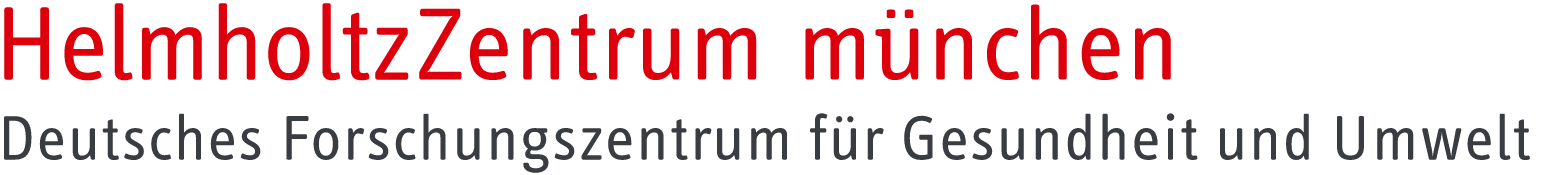 HelmholtzZentrum münchen
Deutsches Forschungszentrum für Gesundheit und Umwelt